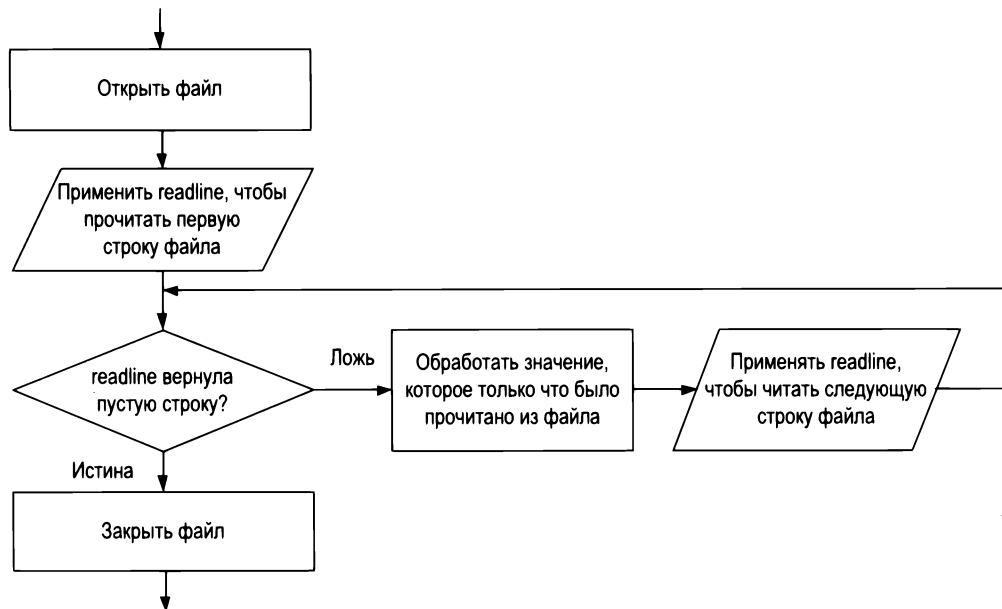 Открыть файл
Применить readline, чтобы
прочитать первую
строку файла
readline вернула
пустую строку?
Ложь
Обработать значение,
которое только что было
прочитано из файла
Применять readline,
чтобы читать следующую
строку файла
Истина
Закрыть файл